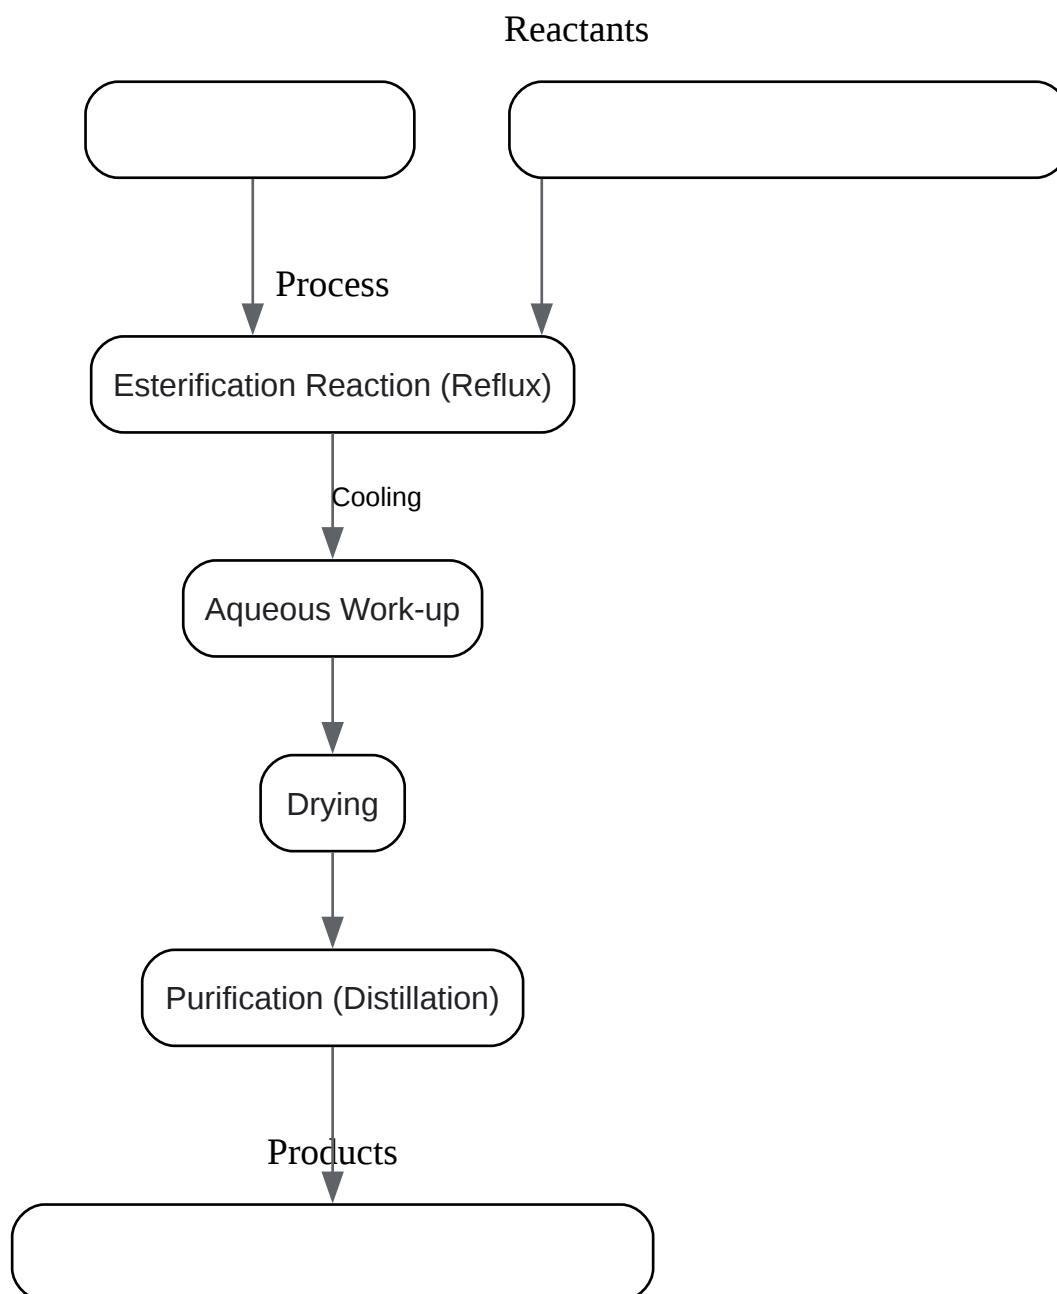 Reactants
Process
Esterification Reaction (Reflux)
Cooling
Aqueous Work-up
Drying
Purification (Distillation)
Products